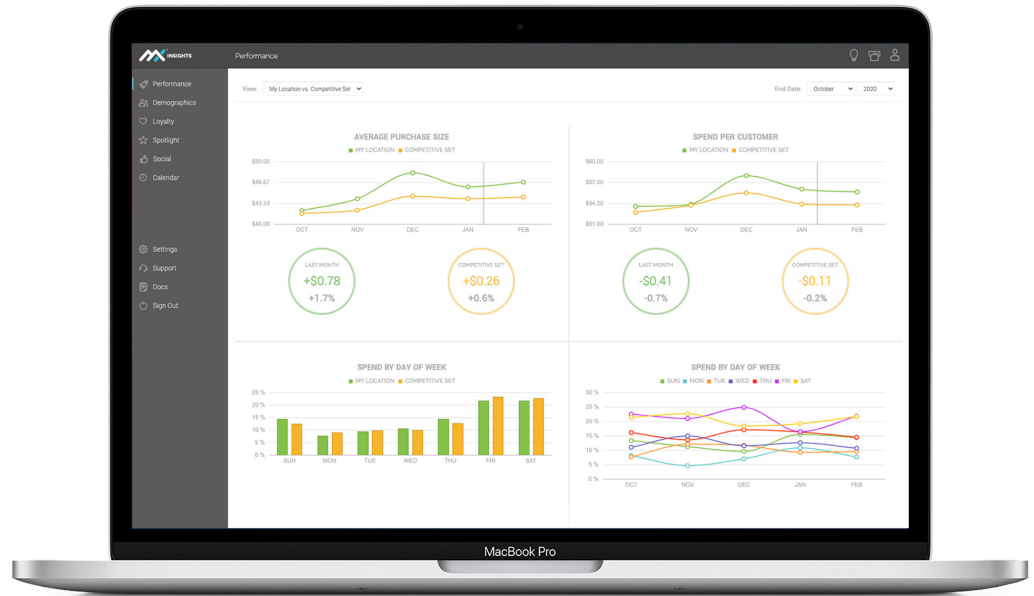 INSIGHTS
Performance
Performance
Demographics
Loyalty
Spotlight
Social
Calendar
Settings
Support
Docs
Sign Out
View: My Location vs. Competitive Set
End Date: October 2020
AVERAGE PURCHASE SIZE
MY LOCATION COMPETITIVE SET
$50.00
$46.67
$43.33
$40.00
OCT NOV DEC JAN FEB
LAST MONTH
+$0.78
+1.7%
COMPETITIVE SET
+$0.26
+0.6%
SPEND PER CUSTOMER
MY LOCATION COMPETITIVE SET
$60.00
$57.00
$54.00
$51.00
OCT NOV DEC JAN FEB
LAST MONTH
-$0.41
-0.7%
COMPETITIVE SET
-$0.11
-0.2%
SPEND BY DAY OF WEEK
MY LOCATION COMPETITIVE SET
25 %
20 %
15 %
10 %
5 %
0 %
SUN MON TUE WED THU FRI SAT
SPEND BY DAY OF WEEK
SUN MON TUE WED THU FRI SAT
30 %
25 %
20 %
15 %
10 %
5 %
0 %
OCT NOV DEC JAN FEB
MacBook Pro